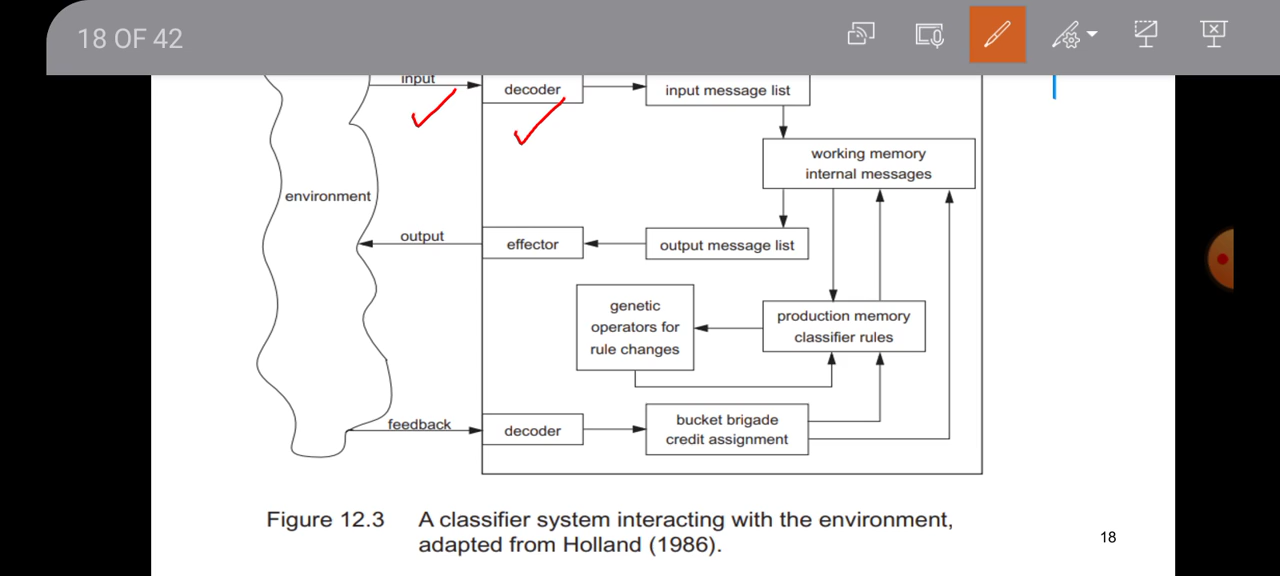 18 OF 42
input
decoder
input message list
working memory
internal messages
environment
output
effector
output message list
genetic
operators for
rule changes
production memory
classifier rules
feedback
decoder
bucket brigade
credit assignment
Figure 12.3 A classifier system interacting with the environment,
adapted from Holland (1986).
18